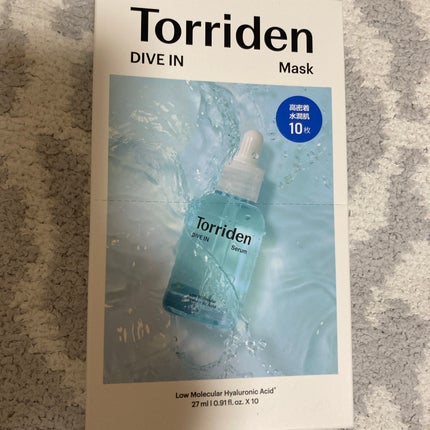 Torriden
DIVE IN
Mask
高密着
水潤肌
10枚
Torriden
DIVE IN
Serum
Low Molecular Hyaluronic Acid*
27 ml | 0.91 fl. oz. X 10